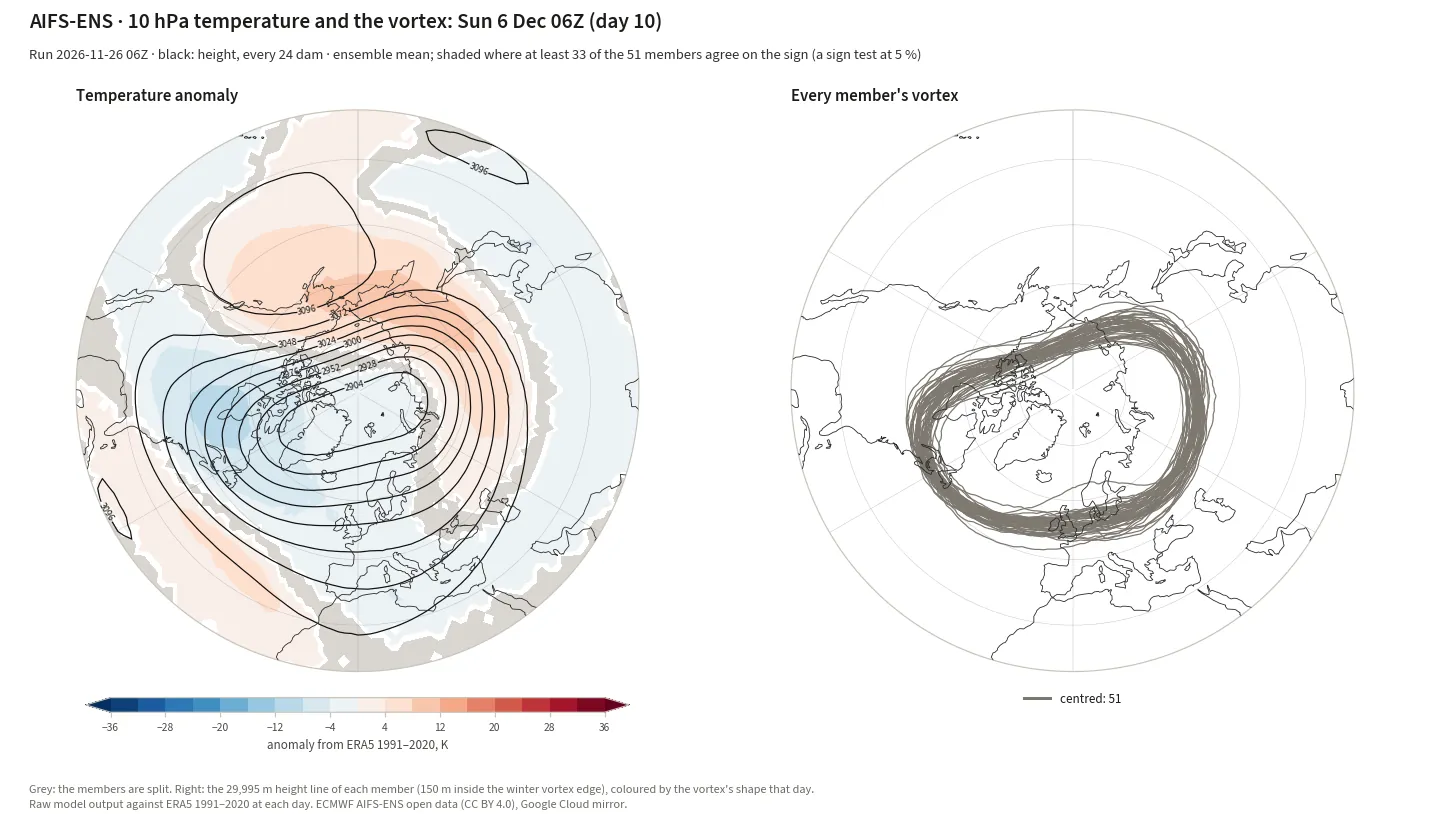 AIFS-ENS · 10 hPa temperature and the vortex: Sun 6 Dec 06Z (day 10)
Run 2026-11-26 06Z · black: height, every 24 dam · ensemble mean; shaded where at least 33 of the 51 members agree on the sign (a sign test at 5 %)
Temperature anomaly
Every member's vortex
3096
3096
3072
3048
3024
3000
2976
2952
2928
2904
3096
−36 −28 −20 −12 −4 4 12 20 28 36
anomaly from ERA5 1991–2020, K
centred: 51
Grey: the members are split. Right: the 29,995 m height line of each member (150 m inside the winter vortex edge), coloured by the vortex's shape that day.
Raw model output against ERA5 1991–2020 at each day. ECMWF AIFS-ENS open data (CC BY 4.0), Google Cloud mirror.